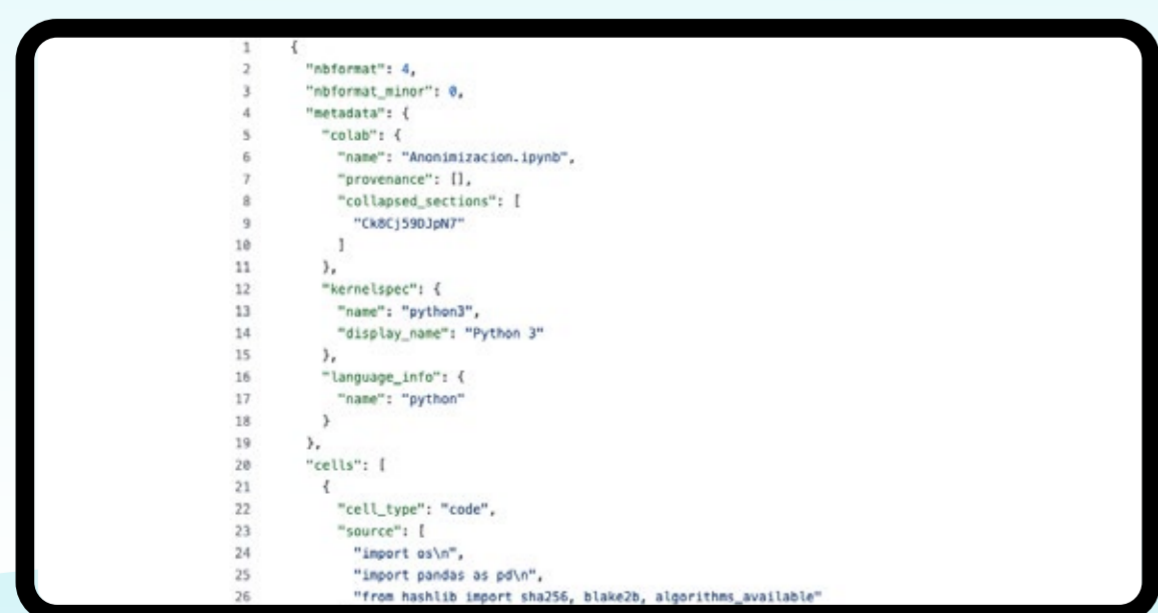 1 {
2 "nbformat": 4,
3 "nbformat_minor": 0,
4 "metadata": {
5 "colab": {
6 "name": "Anonimizacion.ipynb",
7 "provenance": [],
8 "collapsed_sections": [
9 "Ck8Cj59DJpN7"
10 ]
11 },
12 "kernelspec": {
13 "name": "python3",
14 "display_name": "Python 3"
15 },
16 "language_info": {
17 "name": "python"
18 }
19 },
20 "cells": [
21 {
22 "cell_type": "code",
23 "source": [
24 "import os\n",
25 "import pandas as pd\n",
26 "from hashlib import sha256, blake2b, algorithms_available"